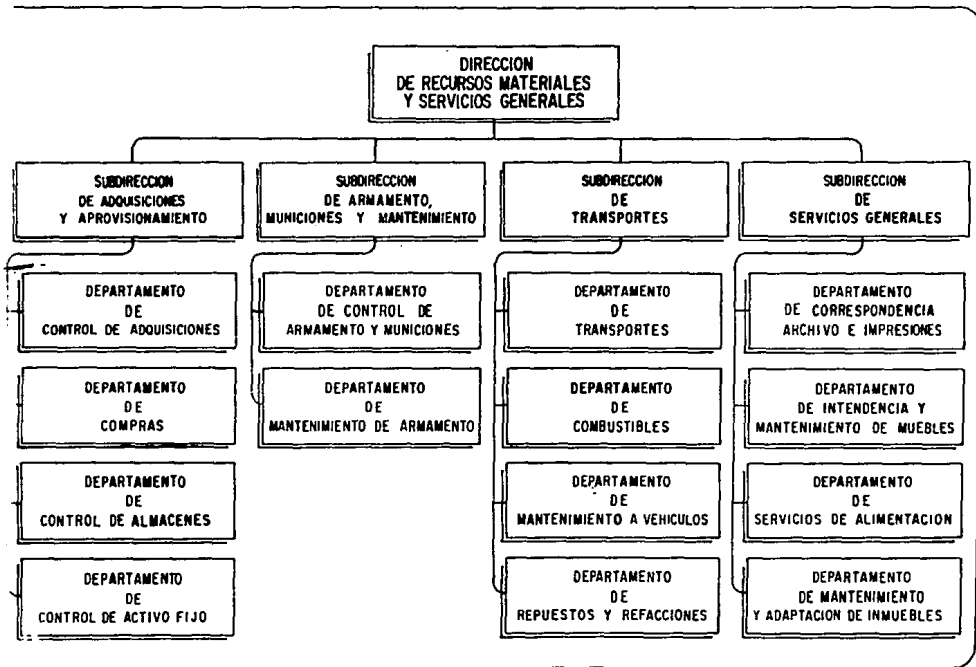 DIRECCION
DE RECURSOS MATERIALES
Y SERVICIOS GENERALES
SUBDIRECCION
DE ADQUISICIONES
Y APROVISIONAMIENTO
SUBDIRECCION
DE ARMAMENTO,
MUNICIONES Y MANTENIMIENTO
SUBDIRECCION
DE
TRANSPORTES
SUBDIRECCION
DE
SERVICIOS GENERALES
DEPARTAMENTO
DE
CONTROL DE ADQUISICIONES
DEPARTAMENTO
DE CONTROL DE
ARMAMENTO Y MUNICIONES
DEPARTAMENTO
DE
TRANSPORTES
DEPARTAMENTO
DE CORRESPONDENCIA
ARCHIVO E IMPRESIONES
DEPARTAMENTO
DE
COMPRAS
DEPARTAMENTO
DE
MANTENIMIENTO DE ARMAMENTO
DEPARTAMENTO
DE
COMBUSTIBLES
DEPARTAMENTO
DE INTENDENCIA Y
MANTENIMIENTO DE MUEBLES
DEPARTAMENTO
DE
CONTROL DE ALMACENES
DEPARTAMENTO
DE
MANTENIMIENTO A VEHICULOS
DEPARTAMENTO
DE
SERVICIOS DE ALIMENTACION
DEPARTAMENTO
DE
CONTROL DE ACTIVO FIJO
DEPARTAMENTO
DE
REPUESTOS Y REFACCIONES
DEPARTAMENTO
DE MANTENIMIENTO
Y ADAPTACION DE INMUEBLES